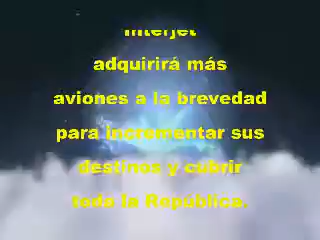 Interjet
adquirirá más
aviones a la brevedad
para incrementar sus
destinos y cubrir
toda la República.